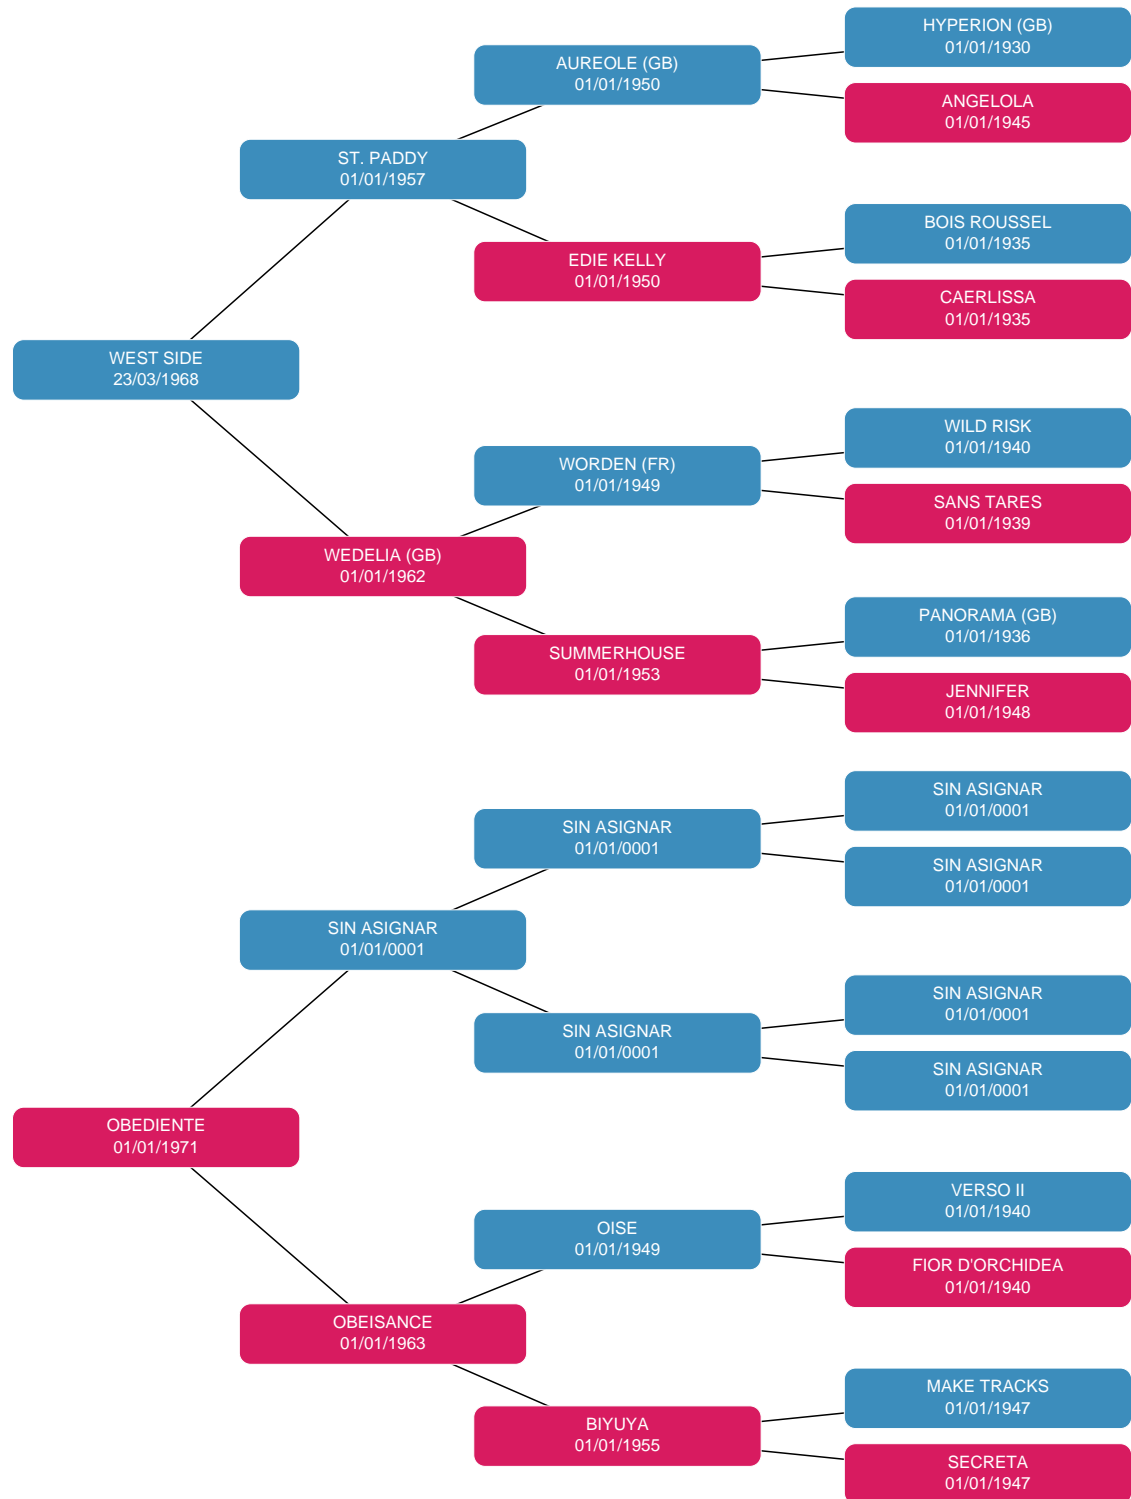 HYPERION (GB)
01/01/1930
AUREOLE (GB)
01/01/1950
ANGELOLA
01/01/1945
ST. PADDY
01/01/1957
BOIS ROUSSEL
01/01/1935
EDIE KELLY
01/01/1950
CAERLISSA
01/01/1935
WEST SIDE
23/03/1968
WILD RISK
01/01/1940
WORDEN (FR)
01/01/1949
SANS TARES
01/01/1939
WEDELIA (GB)
01/01/1962
PANORAMA (GB)
01/01/1936
SUMMERHOUSE
01/01/1953
JENNIFER
01/01/1948
SIN ASIGNAR
01/01/0001
SIN ASIGNAR
01/01/0001
SIN ASIGNAR
01/01/0001
SIN ASIGNAR
01/01/0001
SIN ASIGNAR
01/01/0001
SIN ASIGNAR
01/01/0001
SIN ASIGNAR
01/01/0001
OBEDIENTE
01/01/1971
VERSO II
01/01/1940
OISE
01/01/1949
FIOR D'ORCHIDEA
01/01/1940
OBEISANCE
01/01/1963
MAKE TRACKS
01/01/1947
BIYUYA
01/01/1955
SECRETA
01/01/1947